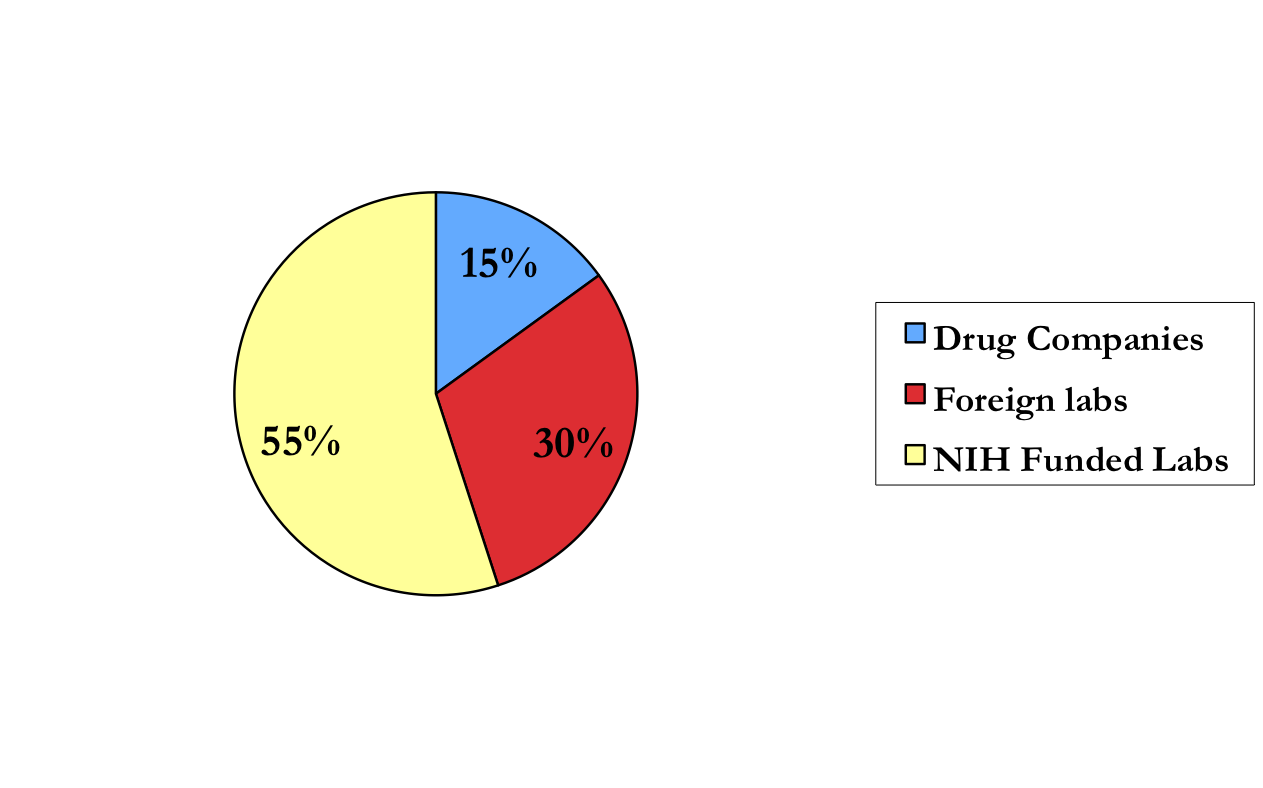 15%
55%
30%
Drug Companies
Foreign labs
NIH Funded Labs